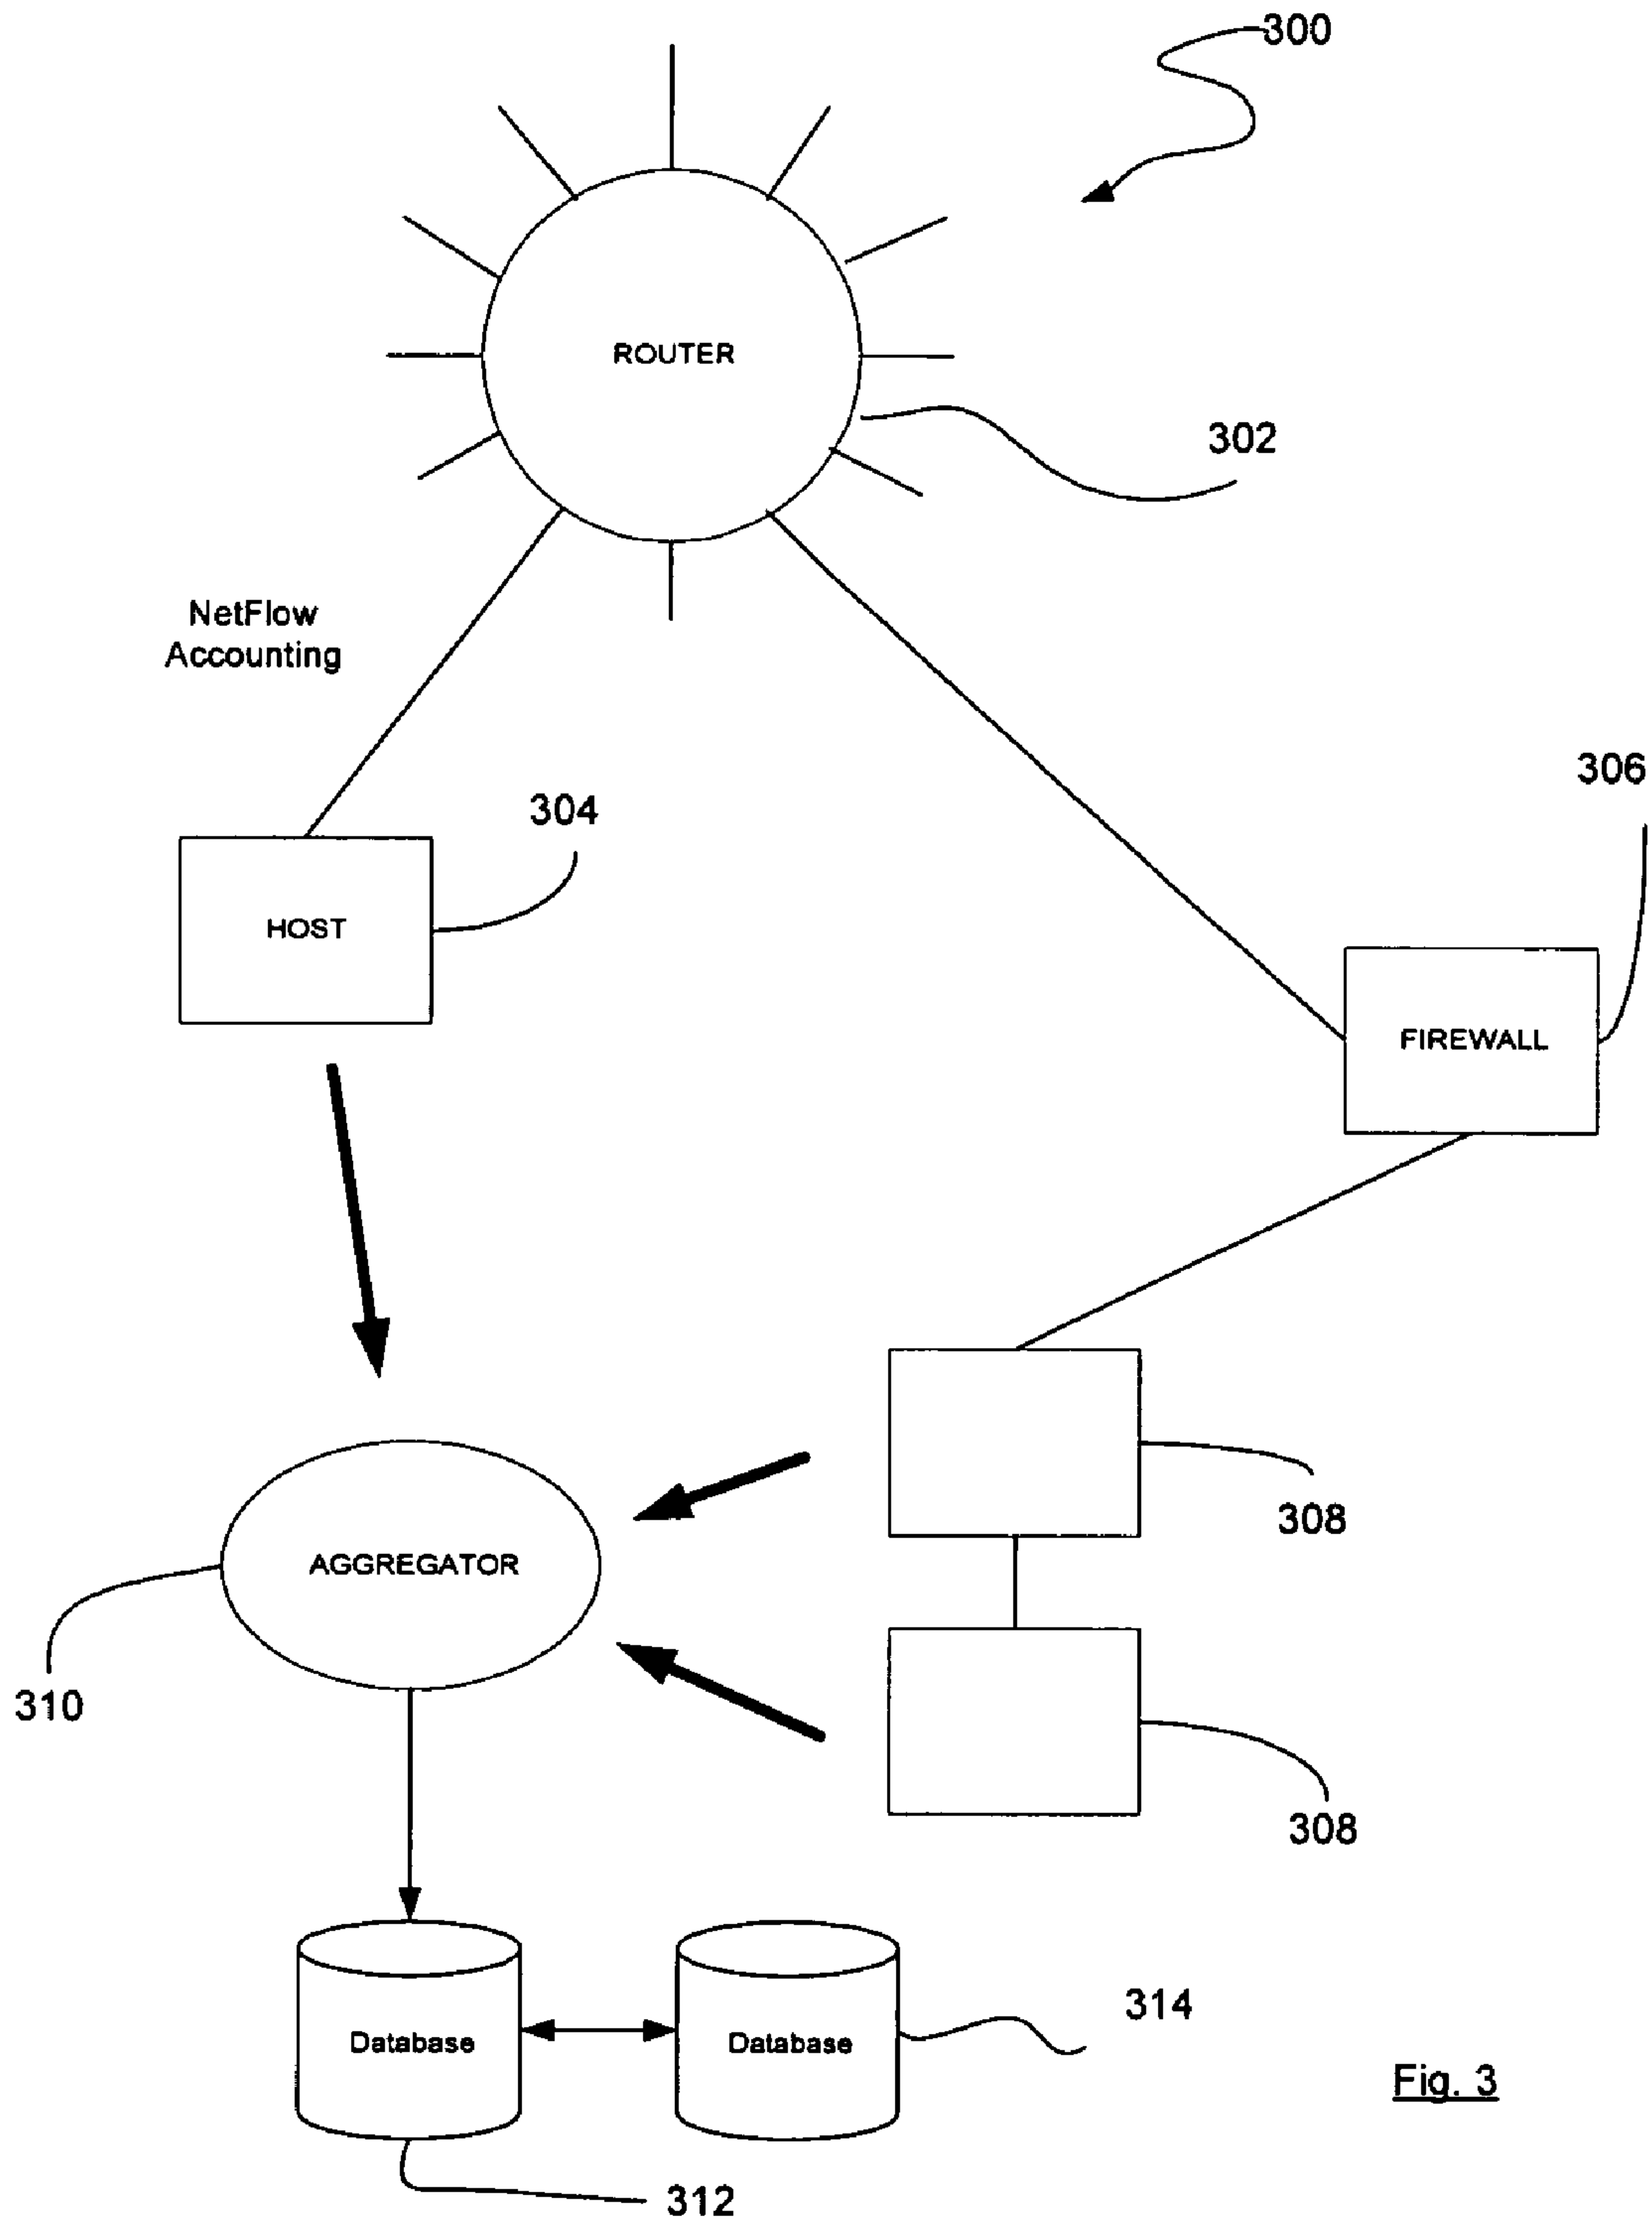 300
ROUTER
302
NetFlow
Accounting
306
304
HOST
FIREWALL
308
AGGREGATOR
310
308
314
Database
Database
Fig. 3
312